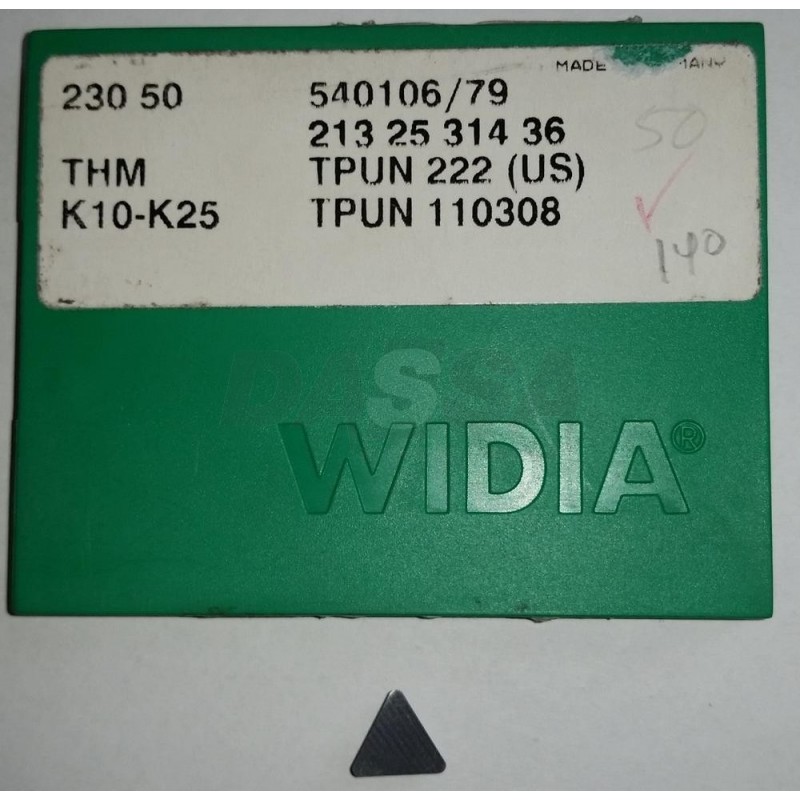 MADE
230 50 540106/79
213 25 314 36
50
THM TPUN 222 (US)
K10-K25 TPUN 110308
140
WIDIA®